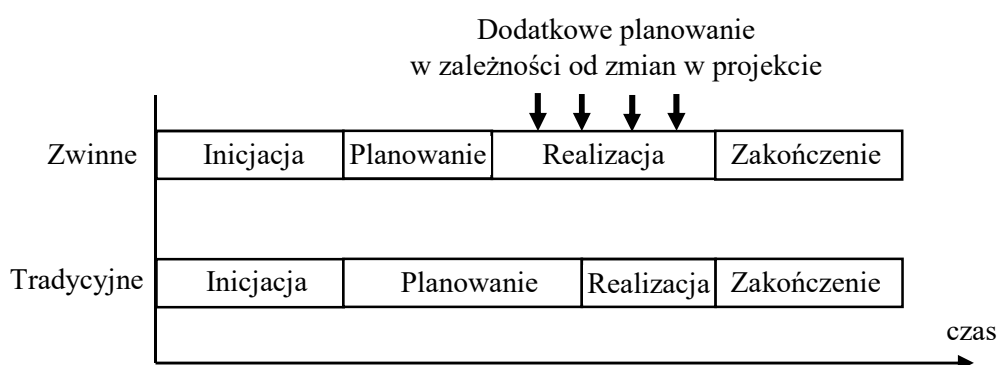 Dodatkowe planowanie
w zależności od zmian w projekcie
Zwinne Inicjacja Planowanie Realizacja Zakończenie
Tradycyjne Inicjacja Planowanie Realizacja Zakończenie
czas